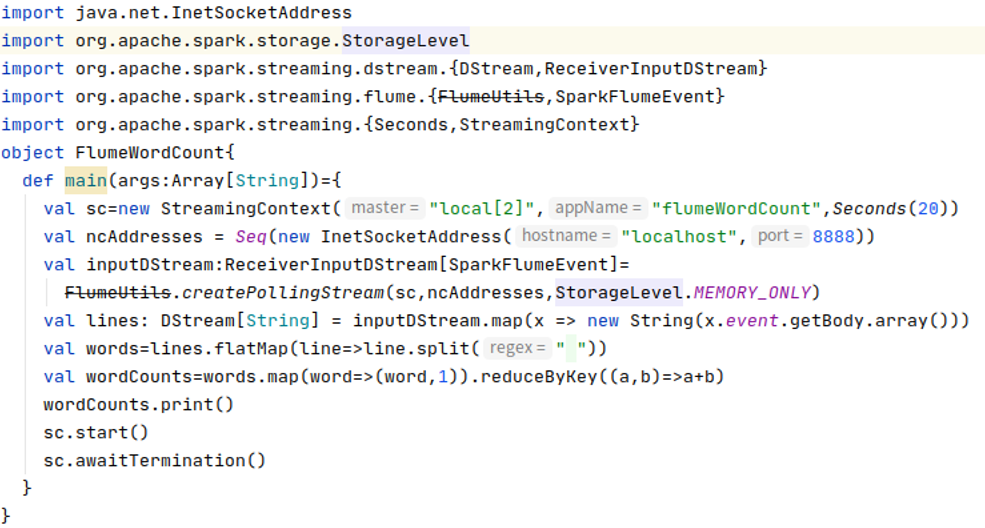 import java.net.InetSocketAddress
import org.apache.spark.storage.StorageLevel
import org.apache.spark.streaming.dstream.{DStream,ReceiverInputDStream}
import org.apache.spark.streaming.flume.{FlumeUtils,SparkFlumeEvent}
import org.apache.spark.streaming.{Seconds,StreamingContext}
object FlumeWordCount{
  def main(args:Array[String])={
    val sc=new StreamingContext( master = "local[2]", appName = "flumeWordCount",Seconds(20))
    val ncAddresses = Seq(new InetSocketAddress( hostname = "localhost", port = 8888))
    val inputDStream:ReceiverInputDStream[SparkFlumeEvent]=
      FlumeUtils.createPollingStream(sc,ncAddresses,StorageLevel.MEMORY_ONLY)
    val lines: DStream[String] = inputDStream.map(x => new String(x.event.getBody.array()))
    val words=lines.flatMap(line=>line.split( regex = " "))
    val wordCounts=words.map(word=>(word,1)).reduceByKey((a,b)=>a+b)
    wordCounts.print()
    sc.start()
    sc.awaitTermination()
  }
}